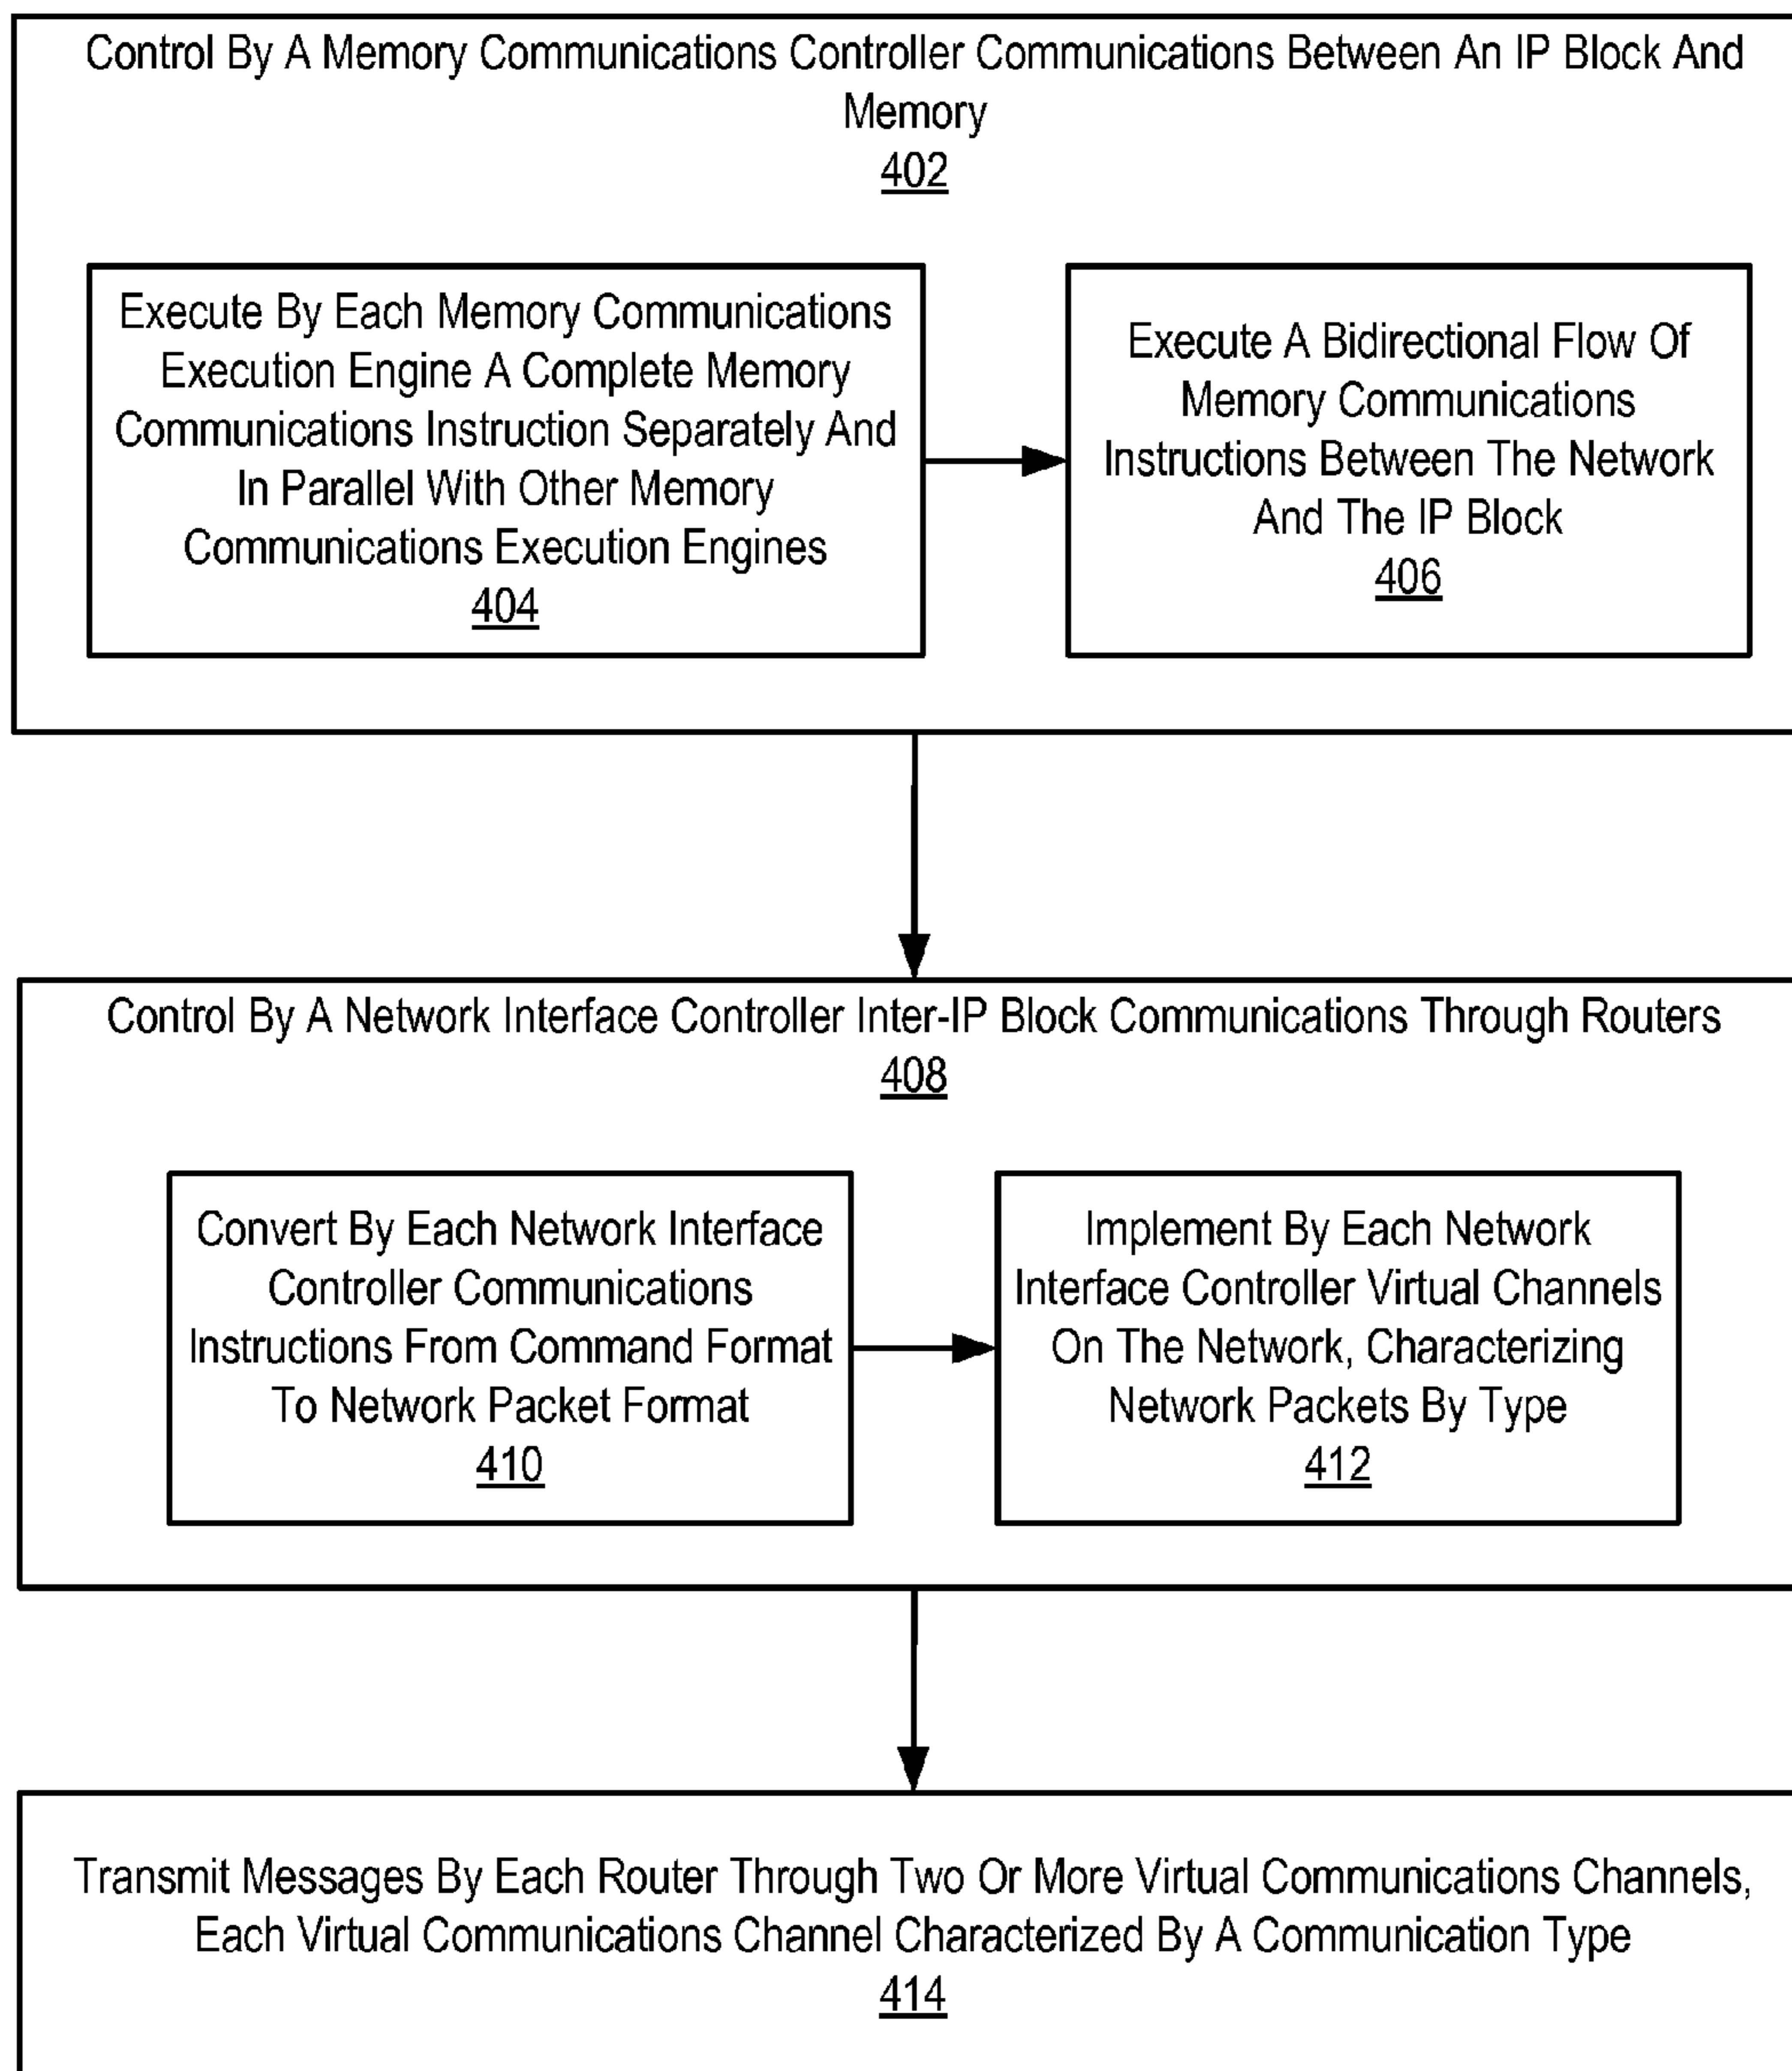 Control By A Memory Communications Controller Communications Between An IP Block And
Memory
402
Execute By Each Memory Communications
Execution Engine A Complete Memory
Communications Instruction Separately And
In Parallel With Other Memory
Communications Execution Engines
404
Execute A Bidirectional Flow Of
Memory Communications
Instructions Between The Network
And The IP Block
406
Control By A Network Interface Controller Inter-IP Block Communications Through Routers
408
Convert By Each Network Interface
Controller Communications
Instructions From Command Format
To Network Packet Format
410
Implement By Each Network
Interface Controller Virtual Channels
On The Network, Characterizing
Network Packets By Type
412
Transmit Messages By Each Router Through Two Or More Virtual Communications Channels,
Each Virtual Communications Channel Characterized By A Communication Type
414